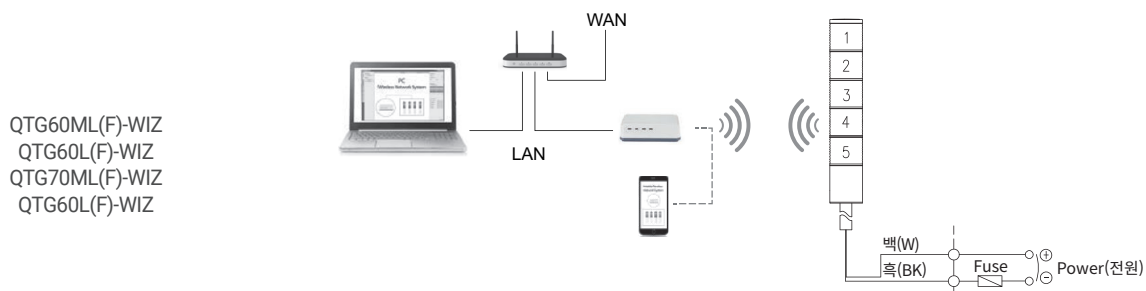 QTG60ML(F)-WIZ
QTG60L(F)-WIZ
QTG70ML(F)-WIZ
QTG60L(F)-WIZ
WAN
LAN
PC
1
2
3
4
5
백(W)
흑(BK)
Fuse
⊕
⊖
Power(전원)